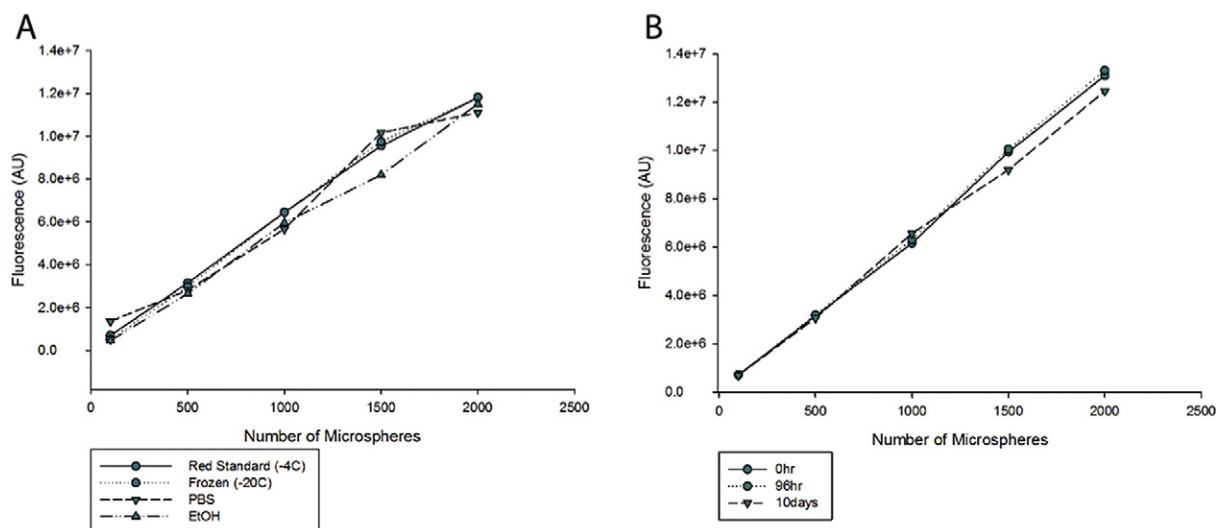 A
1.4e+7
1.2e+7
1.0e+7
8.0e+6
6.0e+6
4.0e+6
2.0e+6
0.0
Fluorescence (AU)
0 500 1000 1500 2000 2500
Number of Microspheres
Red Standard (-4C)
Frozen (-20C)
PBS
EtOH
B
1.4e+7
1.2e+7
1.0e+7
8.0e+6
6.0e+6
4.0e+6
2.0e+6
0.0
Fluorescence (AU)
0 500 1000 1500 2000 2500
Number of Microspheres
0hr
96hr
10days